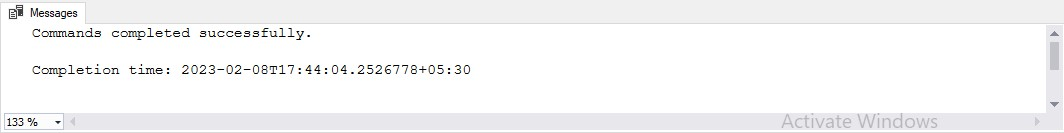 Messages
Commands completed successfully.
Completion time: 2023-02-08T17:44:04.2526778+05:30
133 %
Activate Windows